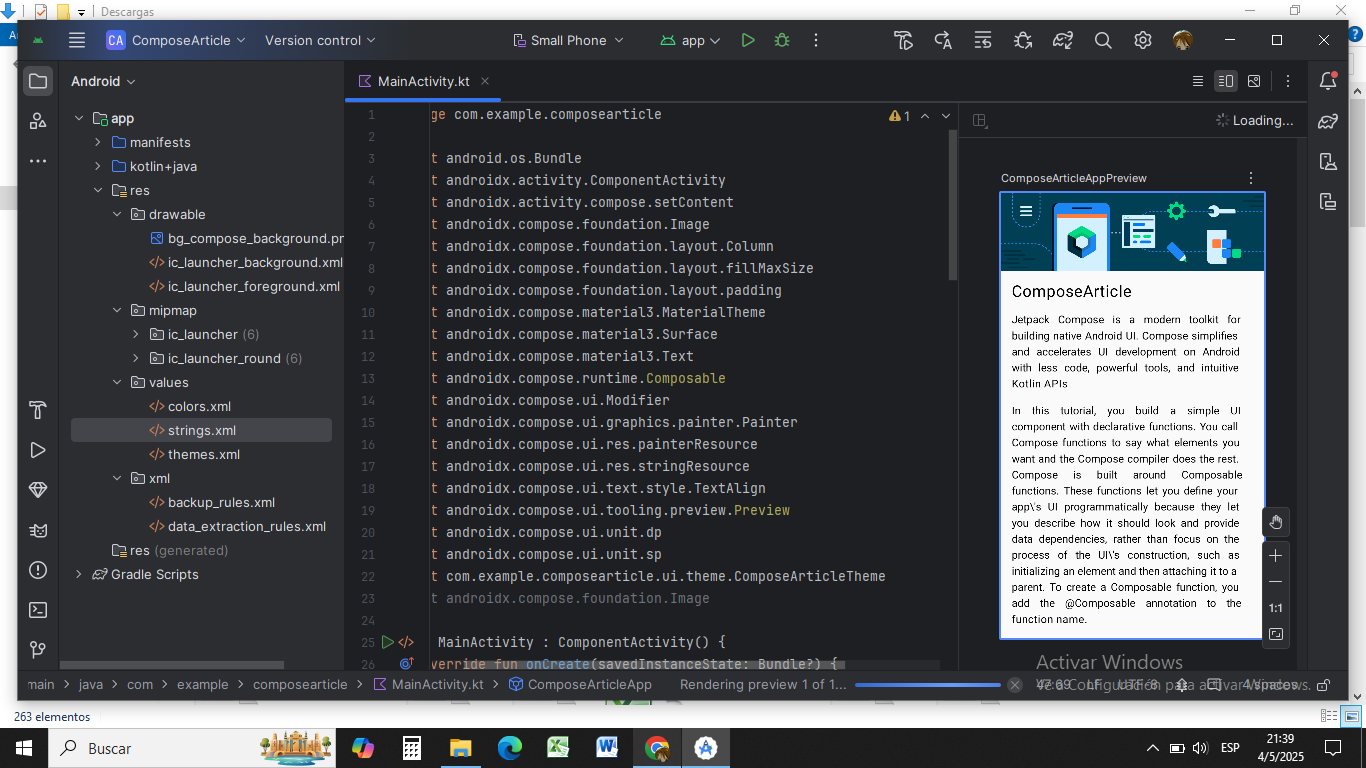 Descargas
CA ComposeArticle
Version control
Small Phone
app
Android
MainActivity.kt
app
manifests
kotlin+java
res
drawable
bg_compose_background.pr
ic_launcher_background.xml
ic_launcher_foreground.xml
mipmap
ic_launcher (6)
ic_launcher_round (6)
values
colors.xml
strings.xml
themes.xml
xml
backup_rules.xml
data_extraction_rules.xml
res (generated)
Gradle Scripts
1 ge com.example.composearticle
1
2
3 t android.os.Bundle
4 t androidx.activity.ComponentActivity
5 t androidx.activity.compose.setContent
6 t androidx.compose.foundation.Image
7 t androidx.compose.foundation.layout.Column
8 t androidx.compose.foundation.layout.fillMaxSize
9 t androidx.compose.foundation.layout.padding
10 t androidx.compose.material3.MaterialTheme
11 t androidx.compose.material3.Surface
12 t androidx.compose.material3.Text
13 t androidx.compose.runtime.Composable
14 t androidx.compose.ui.Modifier
15 t androidx.compose.ui.graphics.painter.Painter
16 t androidx.compose.ui.res.painterResource
17 t androidx.compose.ui.res.stringResource
18 t androidx.compose.ui.text.style.TextAlign
19 t androidx.compose.ui.tooling.preview.Preview
20 t androidx.compose.ui.unit.dp
21 t androidx.compose.ui.unit.sp
22 t com.example.composearticle.ui.theme.ComposeArticleTheme
23 t androidx.compose.foundation.Image
24
25 MainActivity : ComponentActivity() {
26 verride fun onCreate(savedInstanceState: Bundle?) {
Loading...
ComposeArticleAppPreview
ComposeArticle
Jetpack Compose is a modern toolkit for
building native Android UI. Compose simplifies
and accelerates UI development on Android
with less code, powerful tools, and intuitive
Kotlin APIs
In this tutorial, you build a simple UI
component with declarative functions. You call
Compose functions to say what elements you
want and the Compose compiler does the rest.
Compose is built around Composable
functions. These functions let you define your
app\'s UI programmatically because they let
you describe how it should look and provide
data dependencies, rather than focus on the
process of the UI\'s construction, such as
initializing an element and then attaching it to a
parent. To create a Composable function, you
add the @Composable annotation to the
function name.
1:1
Activar Windows
Ve a Configuración para activar Windows.
main > java > com > example > composearticle > MainActivity.kt > ComposeArticleApp
Rendering preview 1 of 1...
LF UTF-8 4 spaces
263 elementos
Buscar
ESP
21:39
4/5/2025